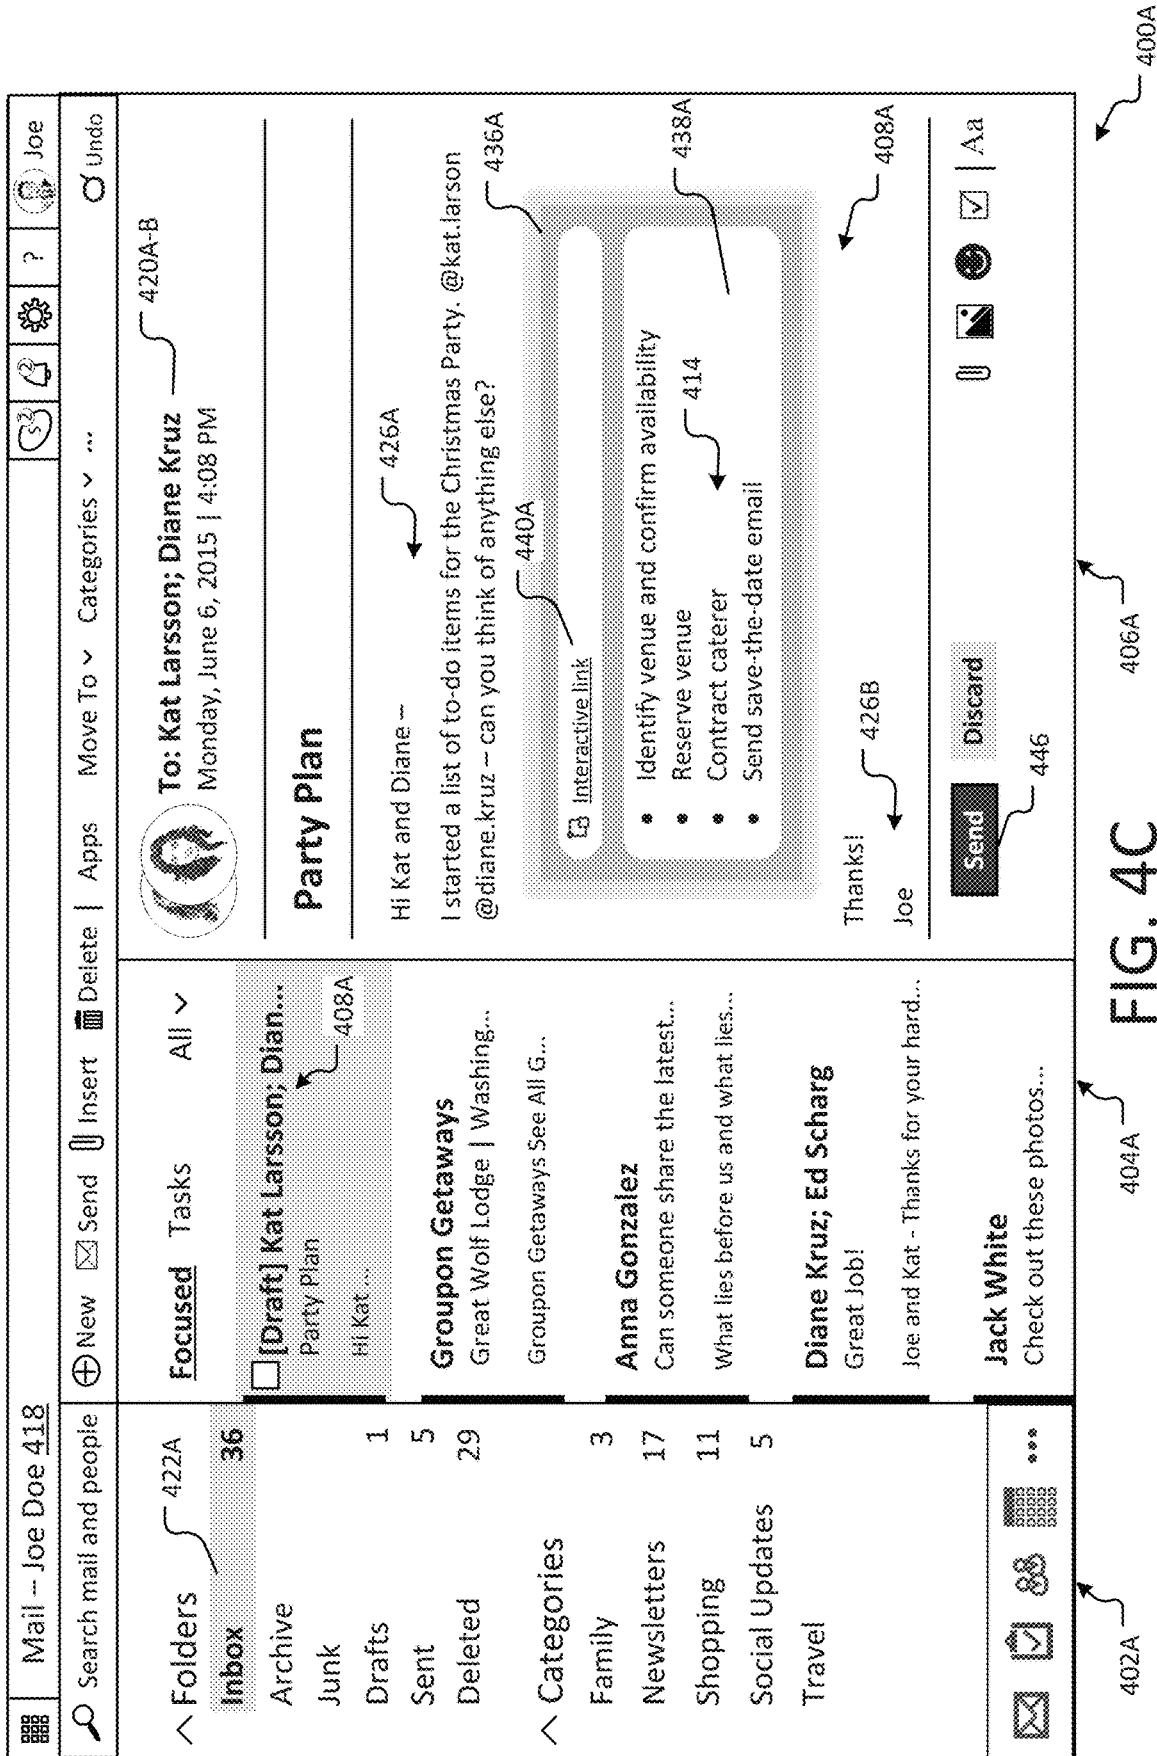 Mail – Joe Doe 418
2
2
?
Joe
Search mail and people
New
Send
Insert
Delete | Apps
Move To
Categories
...
Undo
Folders
422A
Inbox 36
Archive
Junk
Drafts 1
Sent 5
Deleted 29
Categories
Family 3
Newsletters 17
Shopping 11
Social Updates 5
Travel
...
Focused Tasks All
[Draft] Kat Larsson; Dian...
Party Plan
Hi Kat...
408A
Groupon Getaways
Great Wolf Lodge | Washing...
Groupon Getaways See All G...
Anna Gonzalez
Can someone share the latest...
What lies before us and what lies...
Diane Kruz; Ed Scharg
Great Job!
Joe and Kat - Thanks for your hard...
Jack White
Check out these photos...
To: Kat Larsson; Diane Kruz
420A-B
Monday, June 6, 2015 | 4:08 PM
Party Plan
426A
Hi Kat and Diane –
I started a list of to-do items for the Christmas Party. @kat.larson
@diane.kruz – can you think of anything else?
440A
436A
Interactive link
• Identify venue and confirm availability
• Reserve venue
• Contract caterer
• Send save-the-date email
414
438A
Thanks!
426B
Joe
408A
Send
Discard
446
| Aa
402A
404A
406A
400A
FIG. 4C